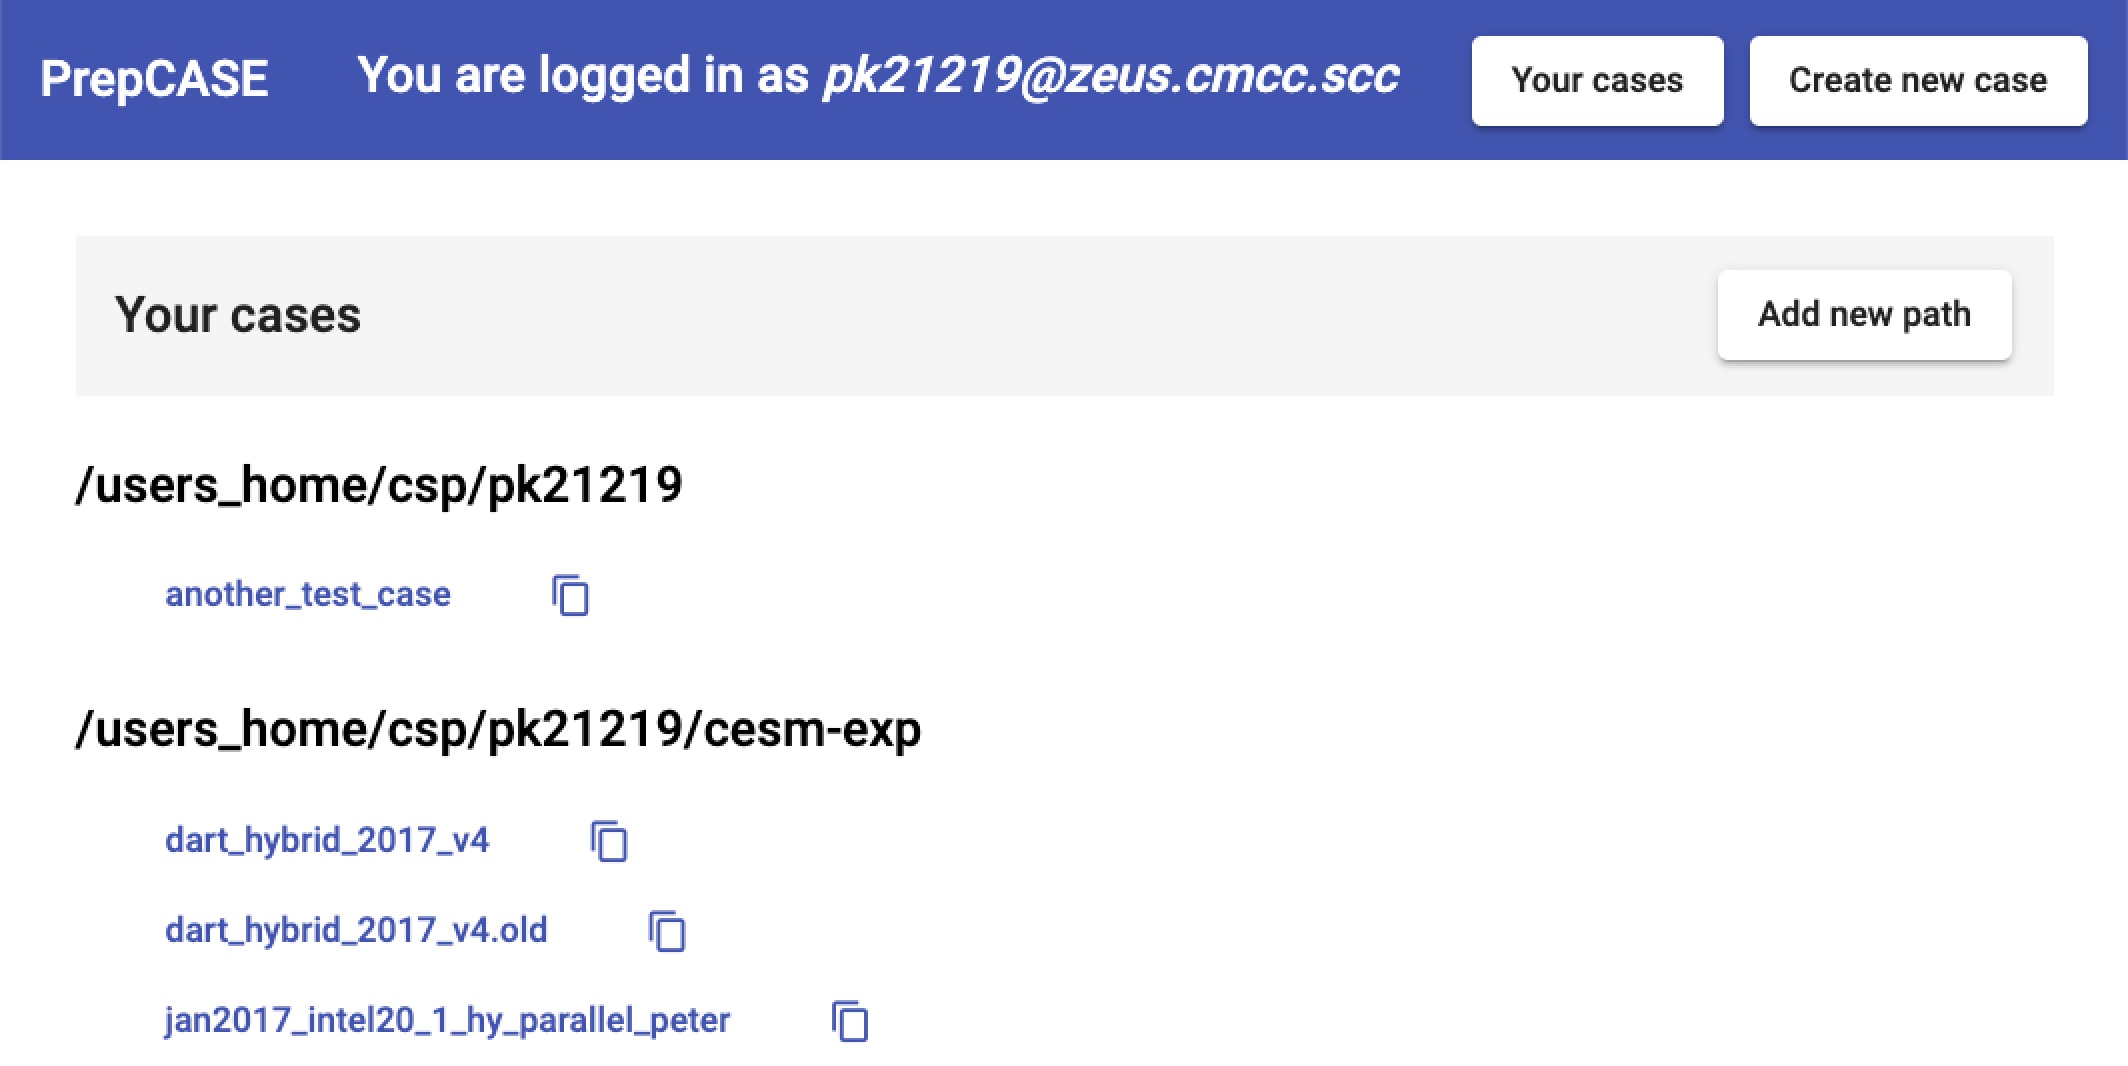 PrepCASE You are logged in as pk21219@zeus.cmcc.scc Your cases Create new case
Your cases Add new path
/users_home/csp/pk21219
another_test_case
/users_home/csp/pk21219/cesm-exp
dart_hybrid_2017_v4
dart_hybrid_2017_v4.old
jan2017_intel20_1_hy_parallel_peter